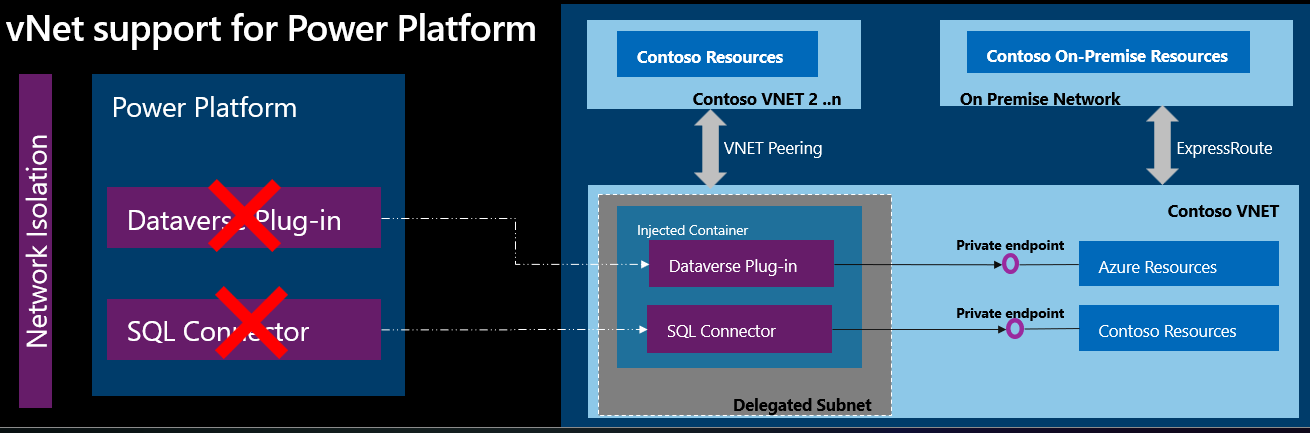 vNet support for Power Platform
Network Isolation
Power Platform
Dataverse Plug-in
SQL Connector
Contoso Resources
Contoso VNET 2 ..n
Contoso On-Premise Resources
On Premise Network
VNET Peering
ExpressRoute
Contoso VNET
Injected Container
Dataverse Plug-in
SQL Connector
Delegated Subnet
Private endpoint
Azure Resources
Private endpoint
Contoso Resources